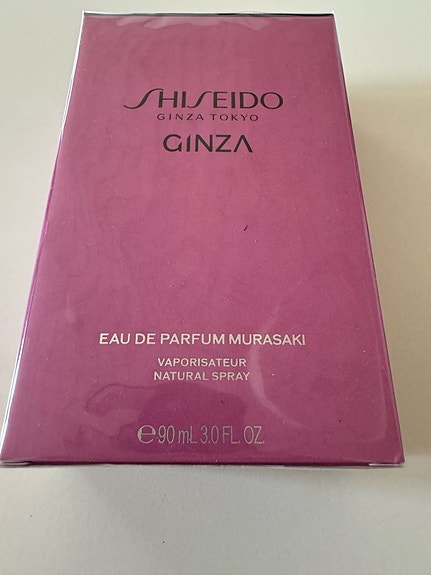 SHISEIDO
GINZA TOKYO
GINZA
EAU DE PARFUM MURASAKI
VAPORISATEUR
NATURAL SPRAY
℮90 mL 3.0 FL. OZ.